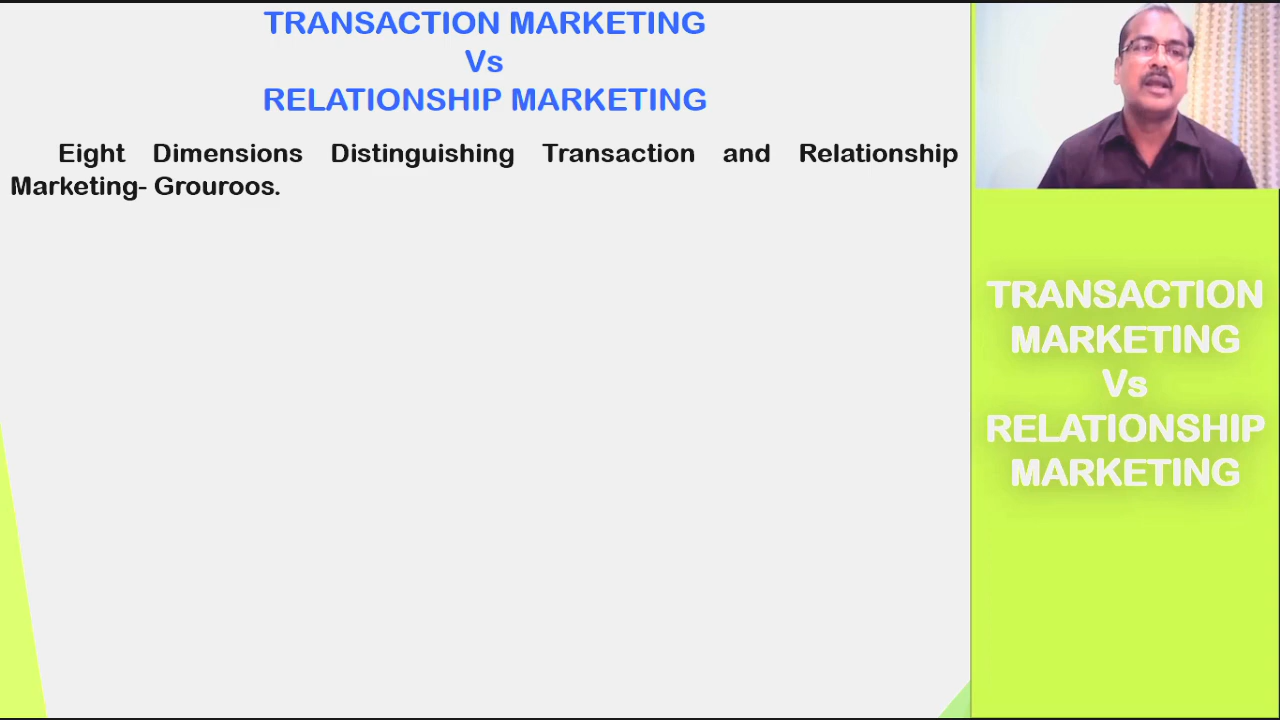 TRANSACTION MARKETING
Vs
RELATIONSHIP MARKETING
Eight Dimensions Distinguishing Transaction and Relationship
Marketing- Grouroos.
TRANSACTION
MARKETING
Vs
RELATIONSHIP
MARKETING